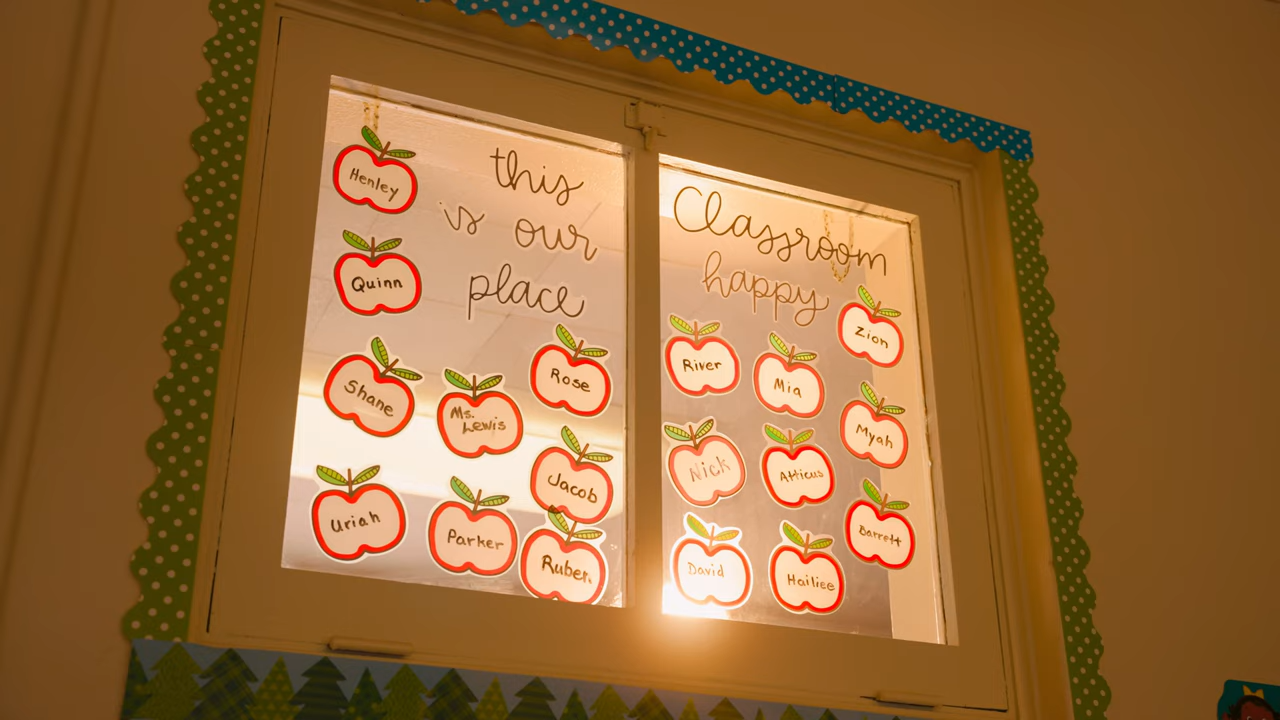 this
is our
place
Classroom
happy
Henley
Quinn
Shane
Ms.
Lewis
Rose
Uriah
Parker
Jacob
Ruben
River
Mia
Zion
Nick
Atticus
Myah
David
Hailiee
Barrett